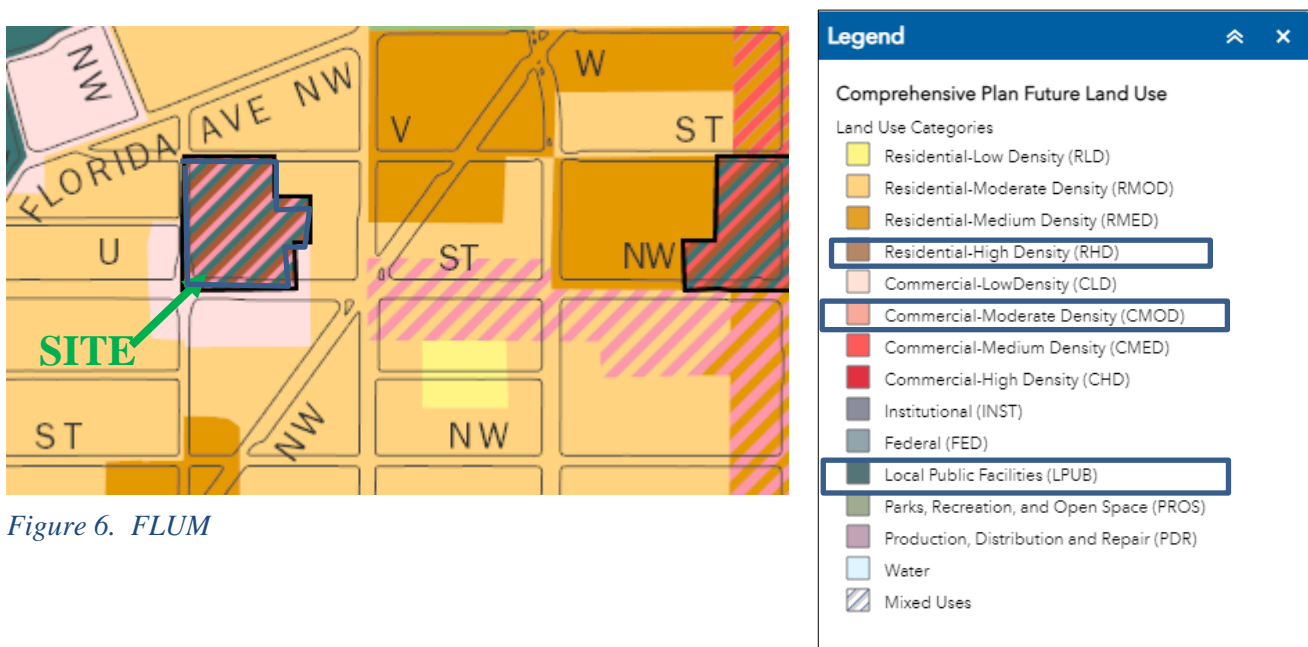 NW
FLORIDA AVE NW
V
W
ST
U
ST
NW
SITE
ST
NW
NW
Figure 6. FLUM
Legend
Comprehensive Plan Future Land Use
Land Use Categories
Residential-Low Density (RLD)
Residential-Moderate Density (RMOD)
Residential-Medium Density (RMED)
Residential-High Density (RHD)
Commercial-LowDensity (CLD)
Commercial-Moderate Density (CMOD)
Commercial-Medium Density (CMED)
Commercial-High Density (CHD)
Institutional (INST)
Federal (FED)
Local Public Facilities (LPUB)
Parks, Recreation, and Open Space (PROS)
Production, Distribution and Repair (PDR)
Water
Mixed Uses